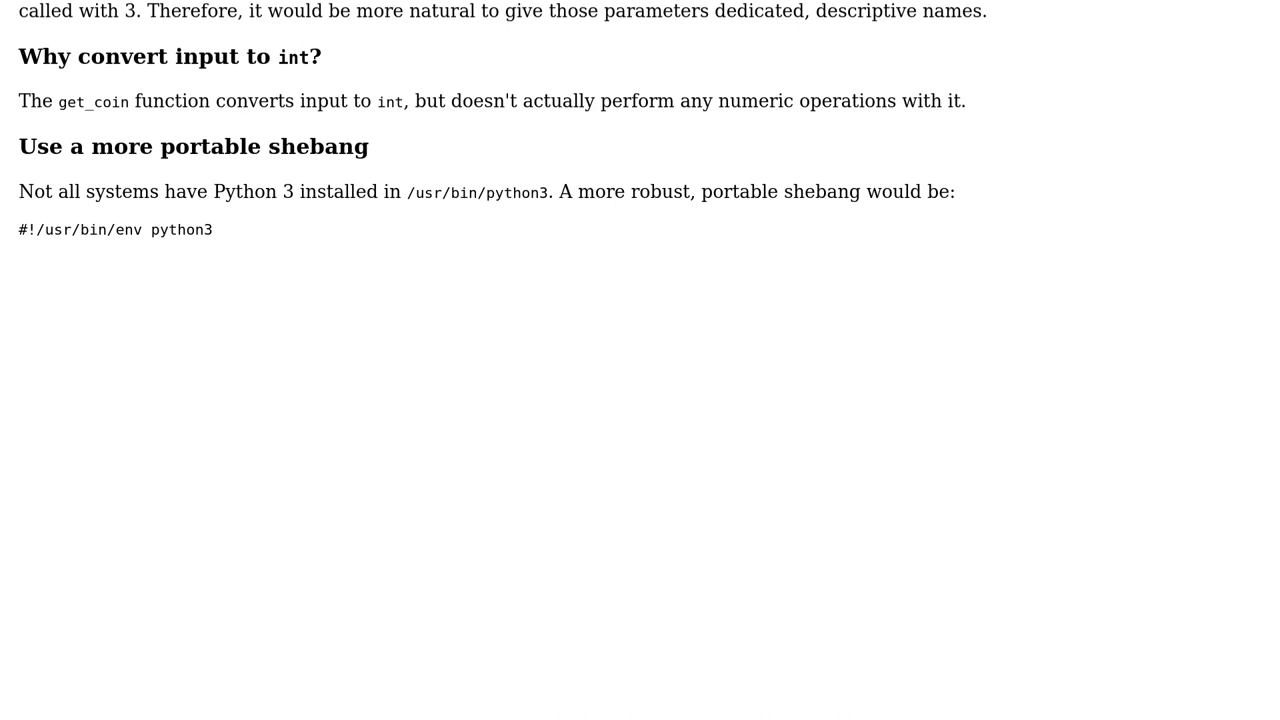 called with 3. Therefore, it would be more natural to give those parameters dedicated, descriptive names.
Why convert input to int?
The get_coin function converts input to int, but doesn't actually perform any numeric operations with it.
Use a more portable shebang
Not all systems have Python 3 installed in /usr/bin/python3. A more robust, portable shebang would be:
#!/usr/bin/env python3